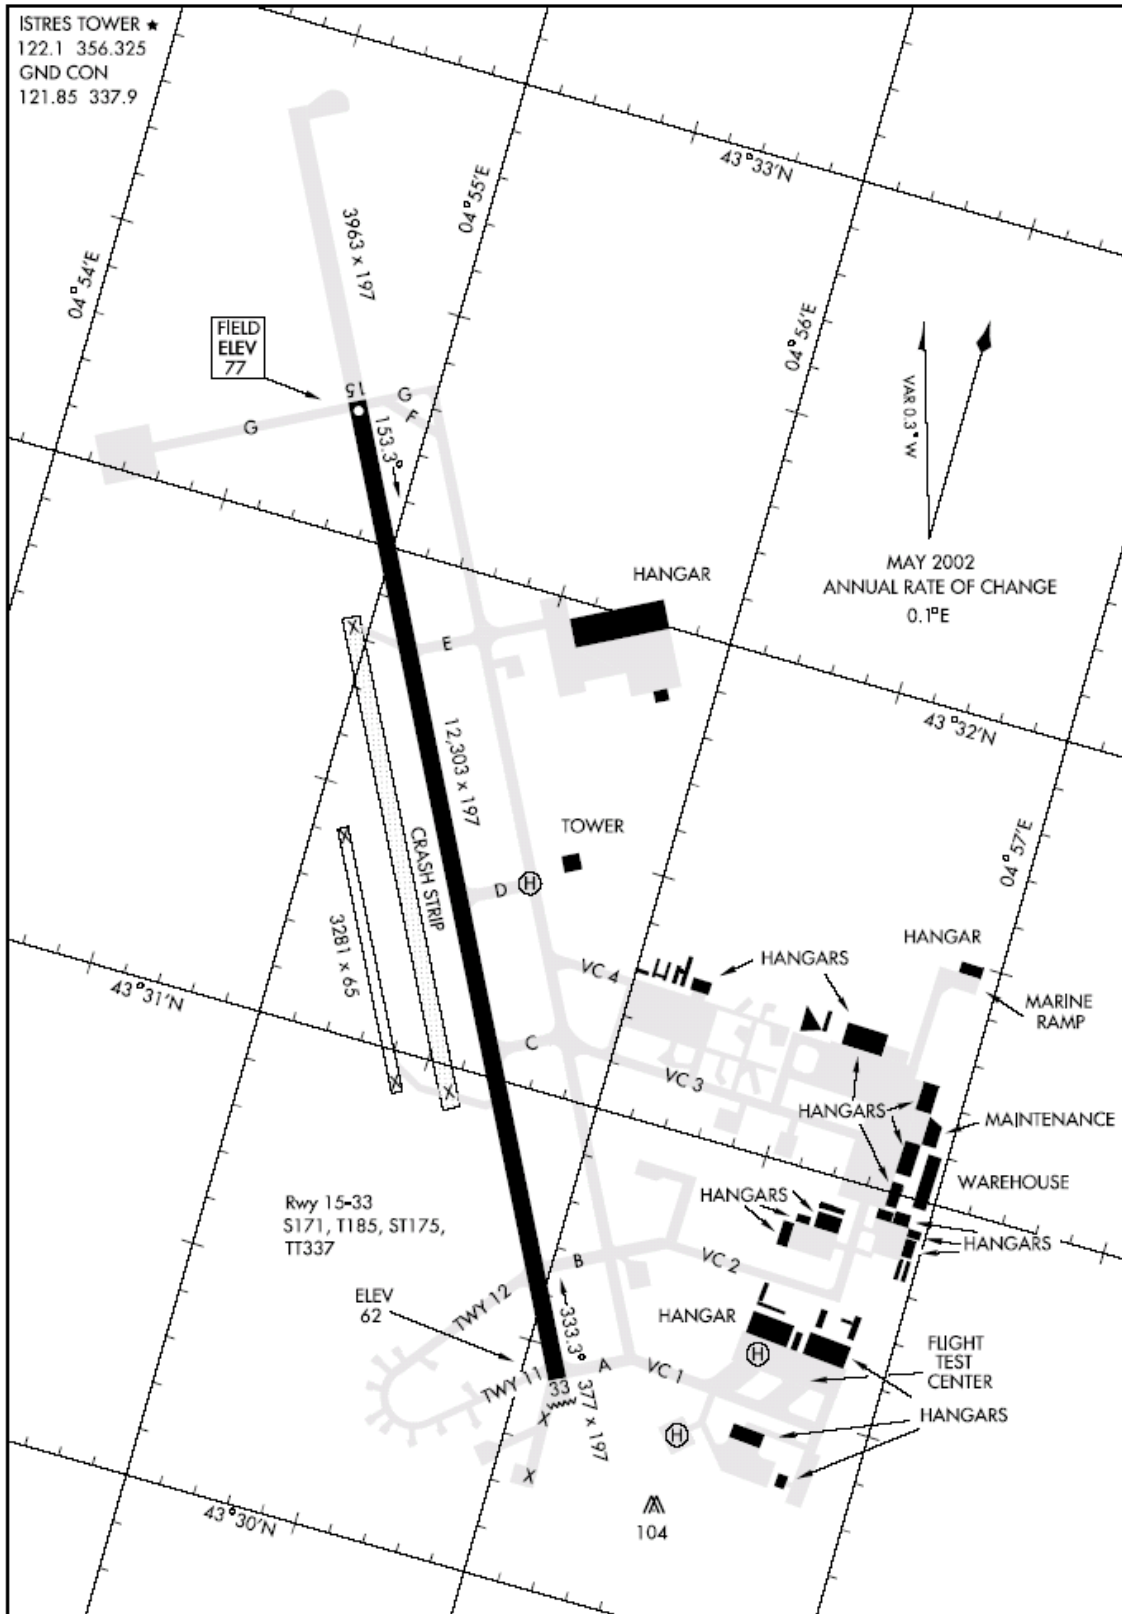 ISTRES TOWER ★
122.1 356.325
GND CON
121.85 337.9
43°33'N
04°55'E
04°54'E
3963 x 197
04°56'E
FIELD
ELEV
77
VAR 0.3° W
15
G
F
G
153.3°
MAY 2002
ANNUAL RATE OF CHANGE
0.1°E
HANGAR
X
E
43°32'N
12,303 x 197
TOWER
04°57'E
CRASH STRIP
X
D
H
3281 x 65
HANGAR
HANGARS
VC 4
43°31'N
MARINE
RAMP
C
VC 3
X
X
HANGARS
MAINTENANCE
WAREHOUSE
HANGARS
Rwy 15-33
S171, T185, ST175,
TT337
HANGARS
B
VC 2
TWY 12
ELEV
62
333.3°
HANGAR
FLIGHT
TEST
CENTER
H
A
VC 1
TWY 11
33
377 x 197
X
HANGARS
H
X
104
43°30'N